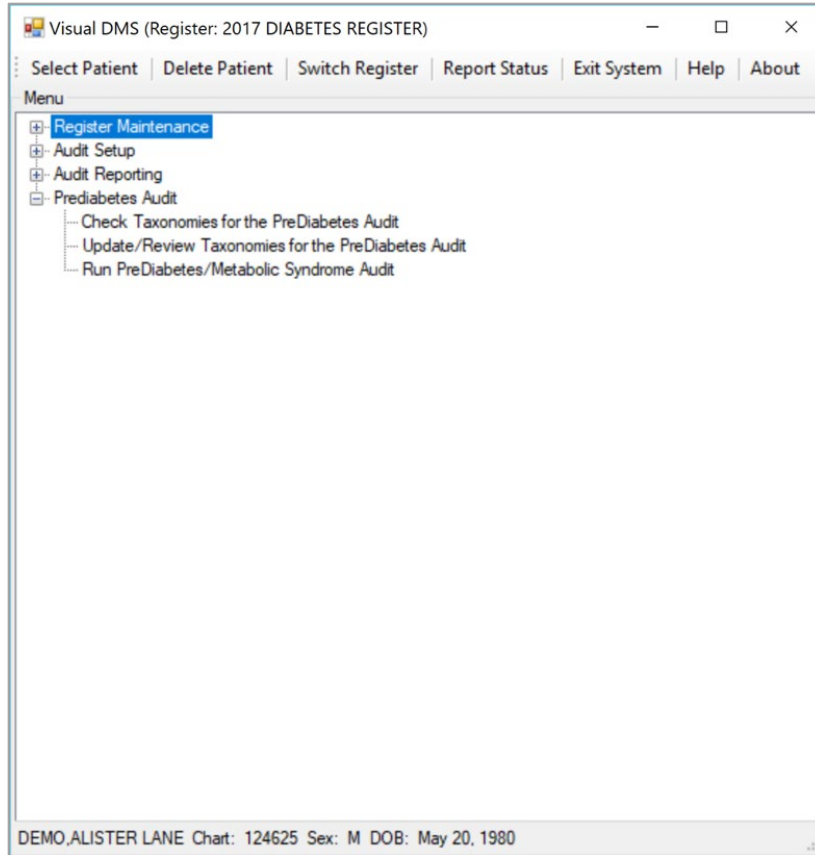 Visual DMS (Register: 2017 DIABETES REGISTER)
Select Patient Delete Patient Switch Register Report Status Exit System Help About
Menu
Register Maintenance
Audit Setup
Audit Reporting
Prediabetes Audit
Check Taxonomies for the PreDiabetes Audit
Update/Review Taxonomies for the PreDiabetes Audit
Run PreDiabetes/Metabolic Syndrome Audit
DEMO,ALISTER LANE Chart: 124625 Sex: M DOB: May 20, 1980